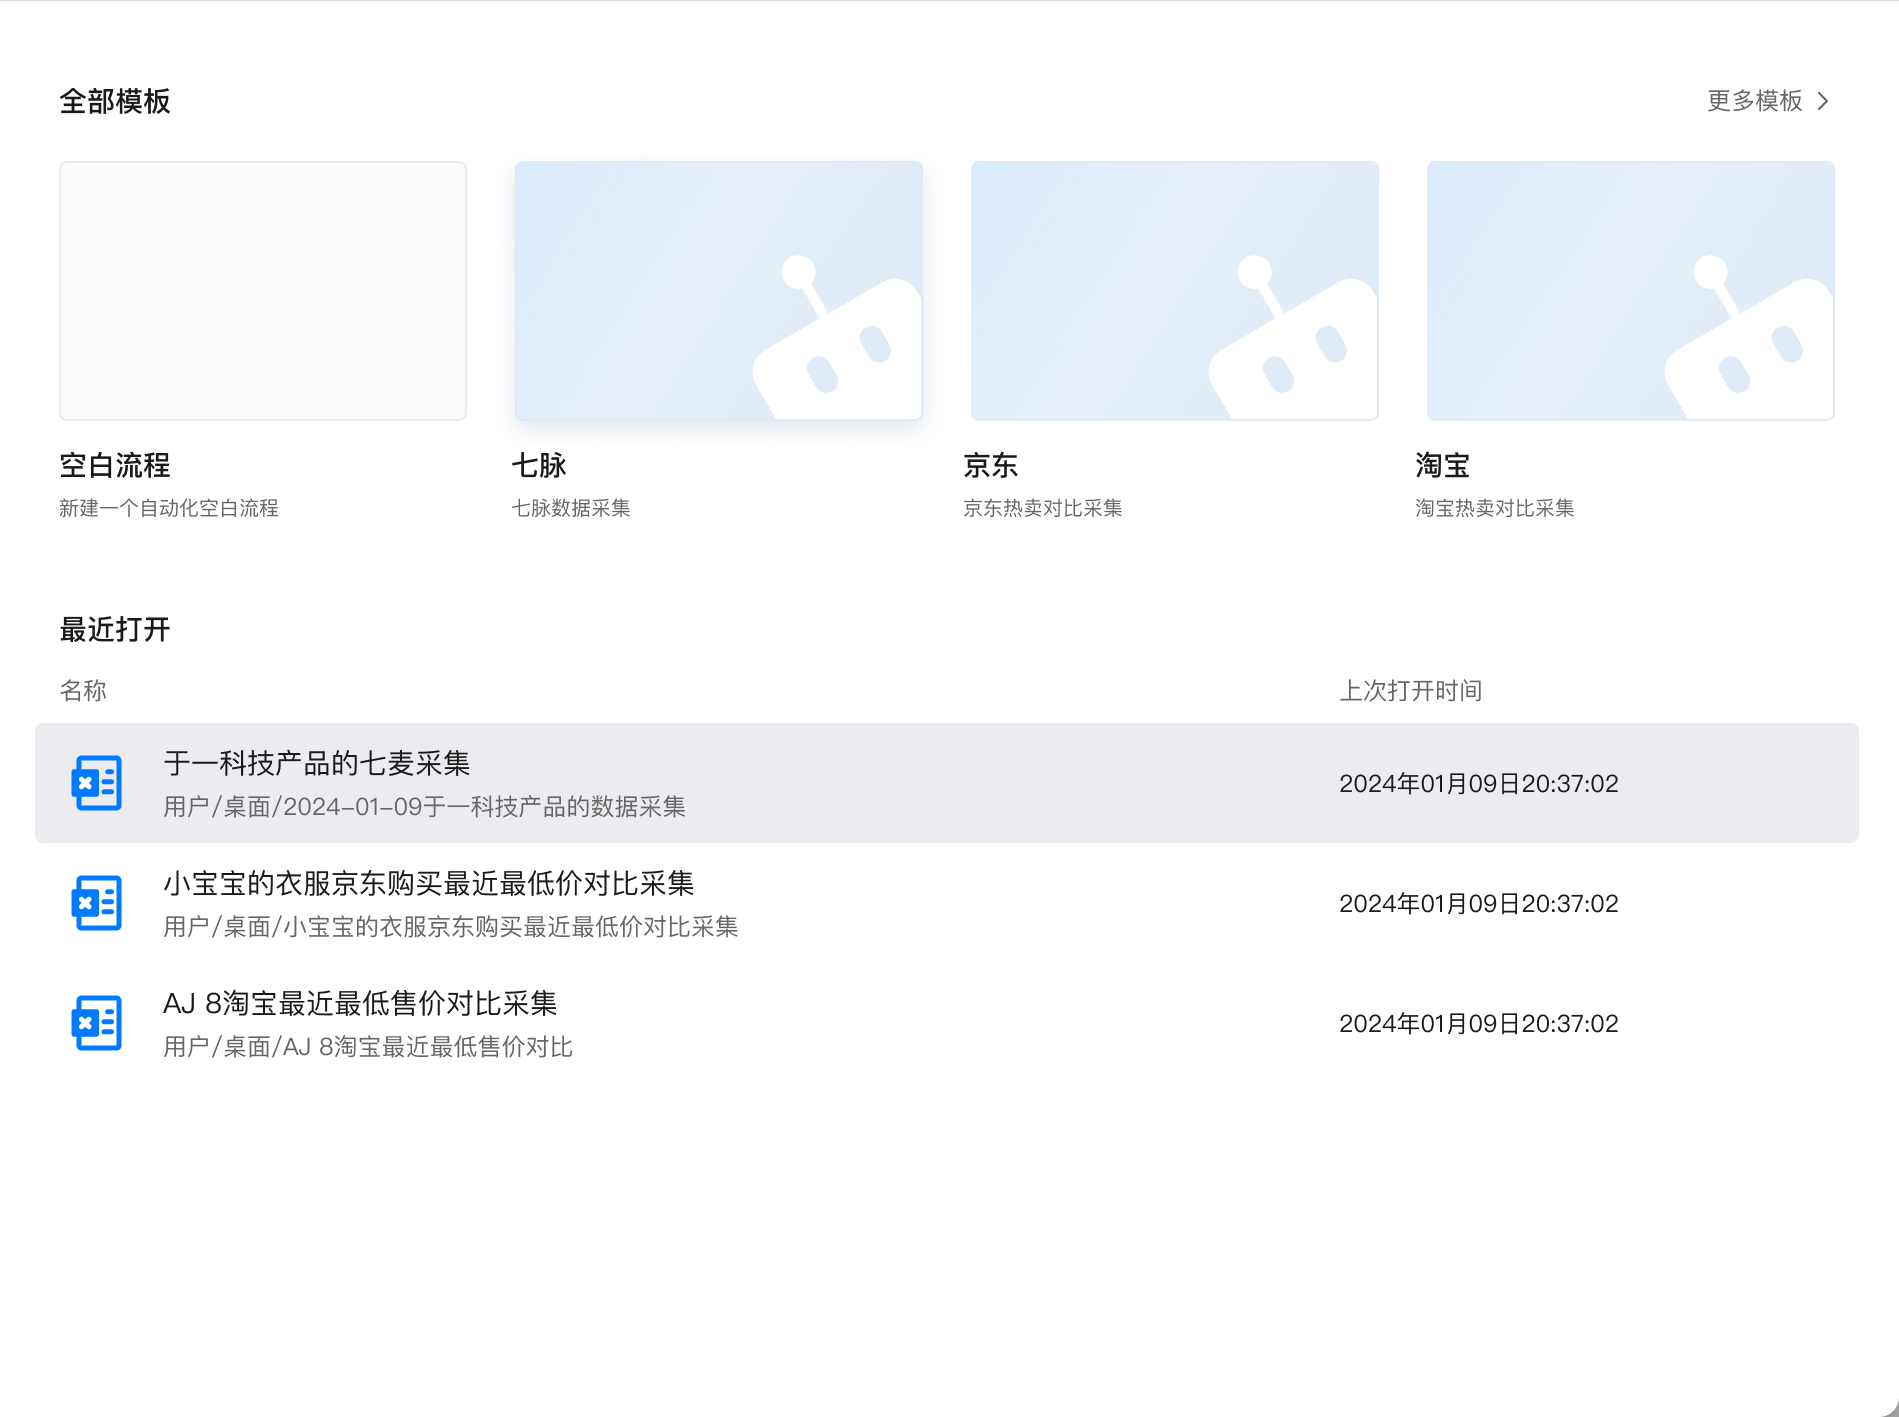 全部模板
更多模板
空白流程
七脉
京东
淘宝
新建一个自动化空白流程
七脉数据采集
京东热卖对比采集
淘宝热卖对比采集
最近打开
名称
上次打开时间
于一科技产品的七麦采集
用户/桌面/2024-01-09于一科技产品的数据采集
2024年01月09日20:37:02
小宝宝的衣服京东购买最近最低价对比采集
用户/桌面/小宝宝的衣服京东购买最近最低价对比采集
2024年01月09日20:37:02
AJ 8淘宝最近最低售价对比采集
用户/桌面/AJ 8淘宝最近最低售价对比
2024年01月09日20:37:02